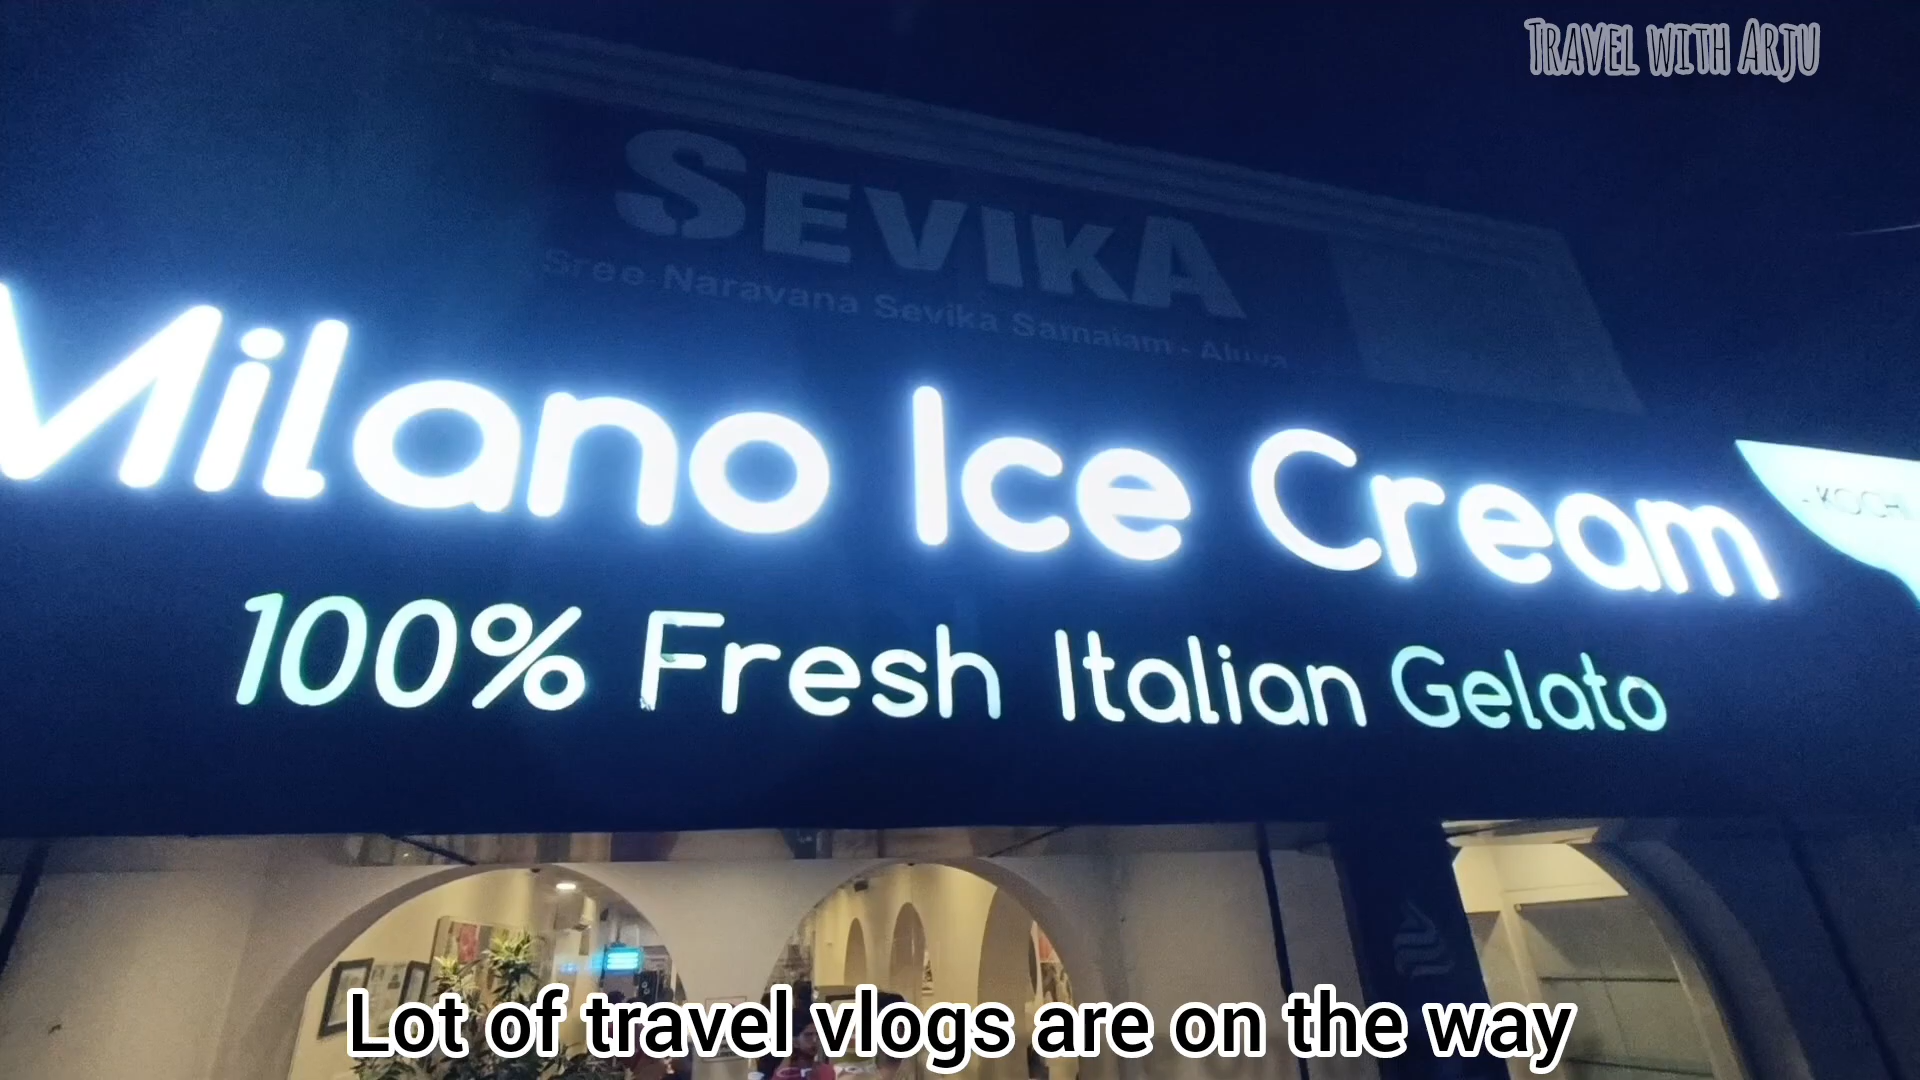 TRAVEL WITH ARJU
SEVIKA
Sree Narayana Sevika Samajam - Aluva
Milano Ice Cream
KOCHI
100% Fresh Italian Gelato
Lot of travel vlogs are on the way